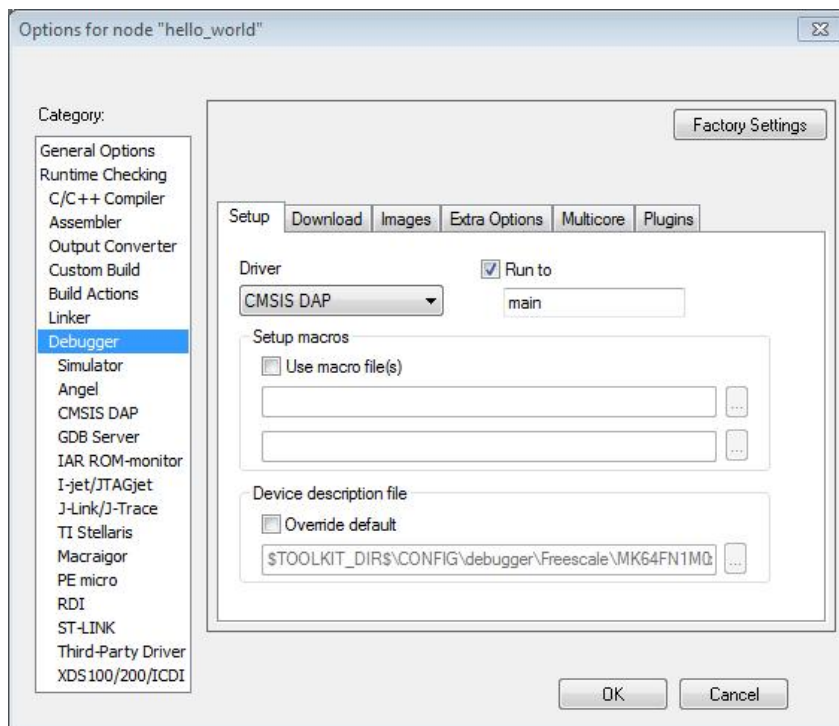 Options for node "hello_world"
Category:
Factory Settings
General Options
Runtime Checking
C/C++ Compiler
Assembler
Output Converter
Custom Build
Build Actions
Linker
Debugger
Simulator
Angel
CMSIS DAP
GDB Server
IAR ROM-monitor
I-jet/JTAGjet
J-Link/J-Trace
TI Stellaris
Macraigor
PE micro
RDI
ST-LINK
Third-Party Driver
XDS100/200/ICDI
Setup Download Images Extra Options Multicore Plugins
Driver
Run to
CMSIS DAP
main
Setup macros
Use macro file(s)
...
...
Device description file
Override default
$TOOLKIT_DIR$\CONFIG\debugger\Freescale\MK64FN1M0
...
OK Cancel